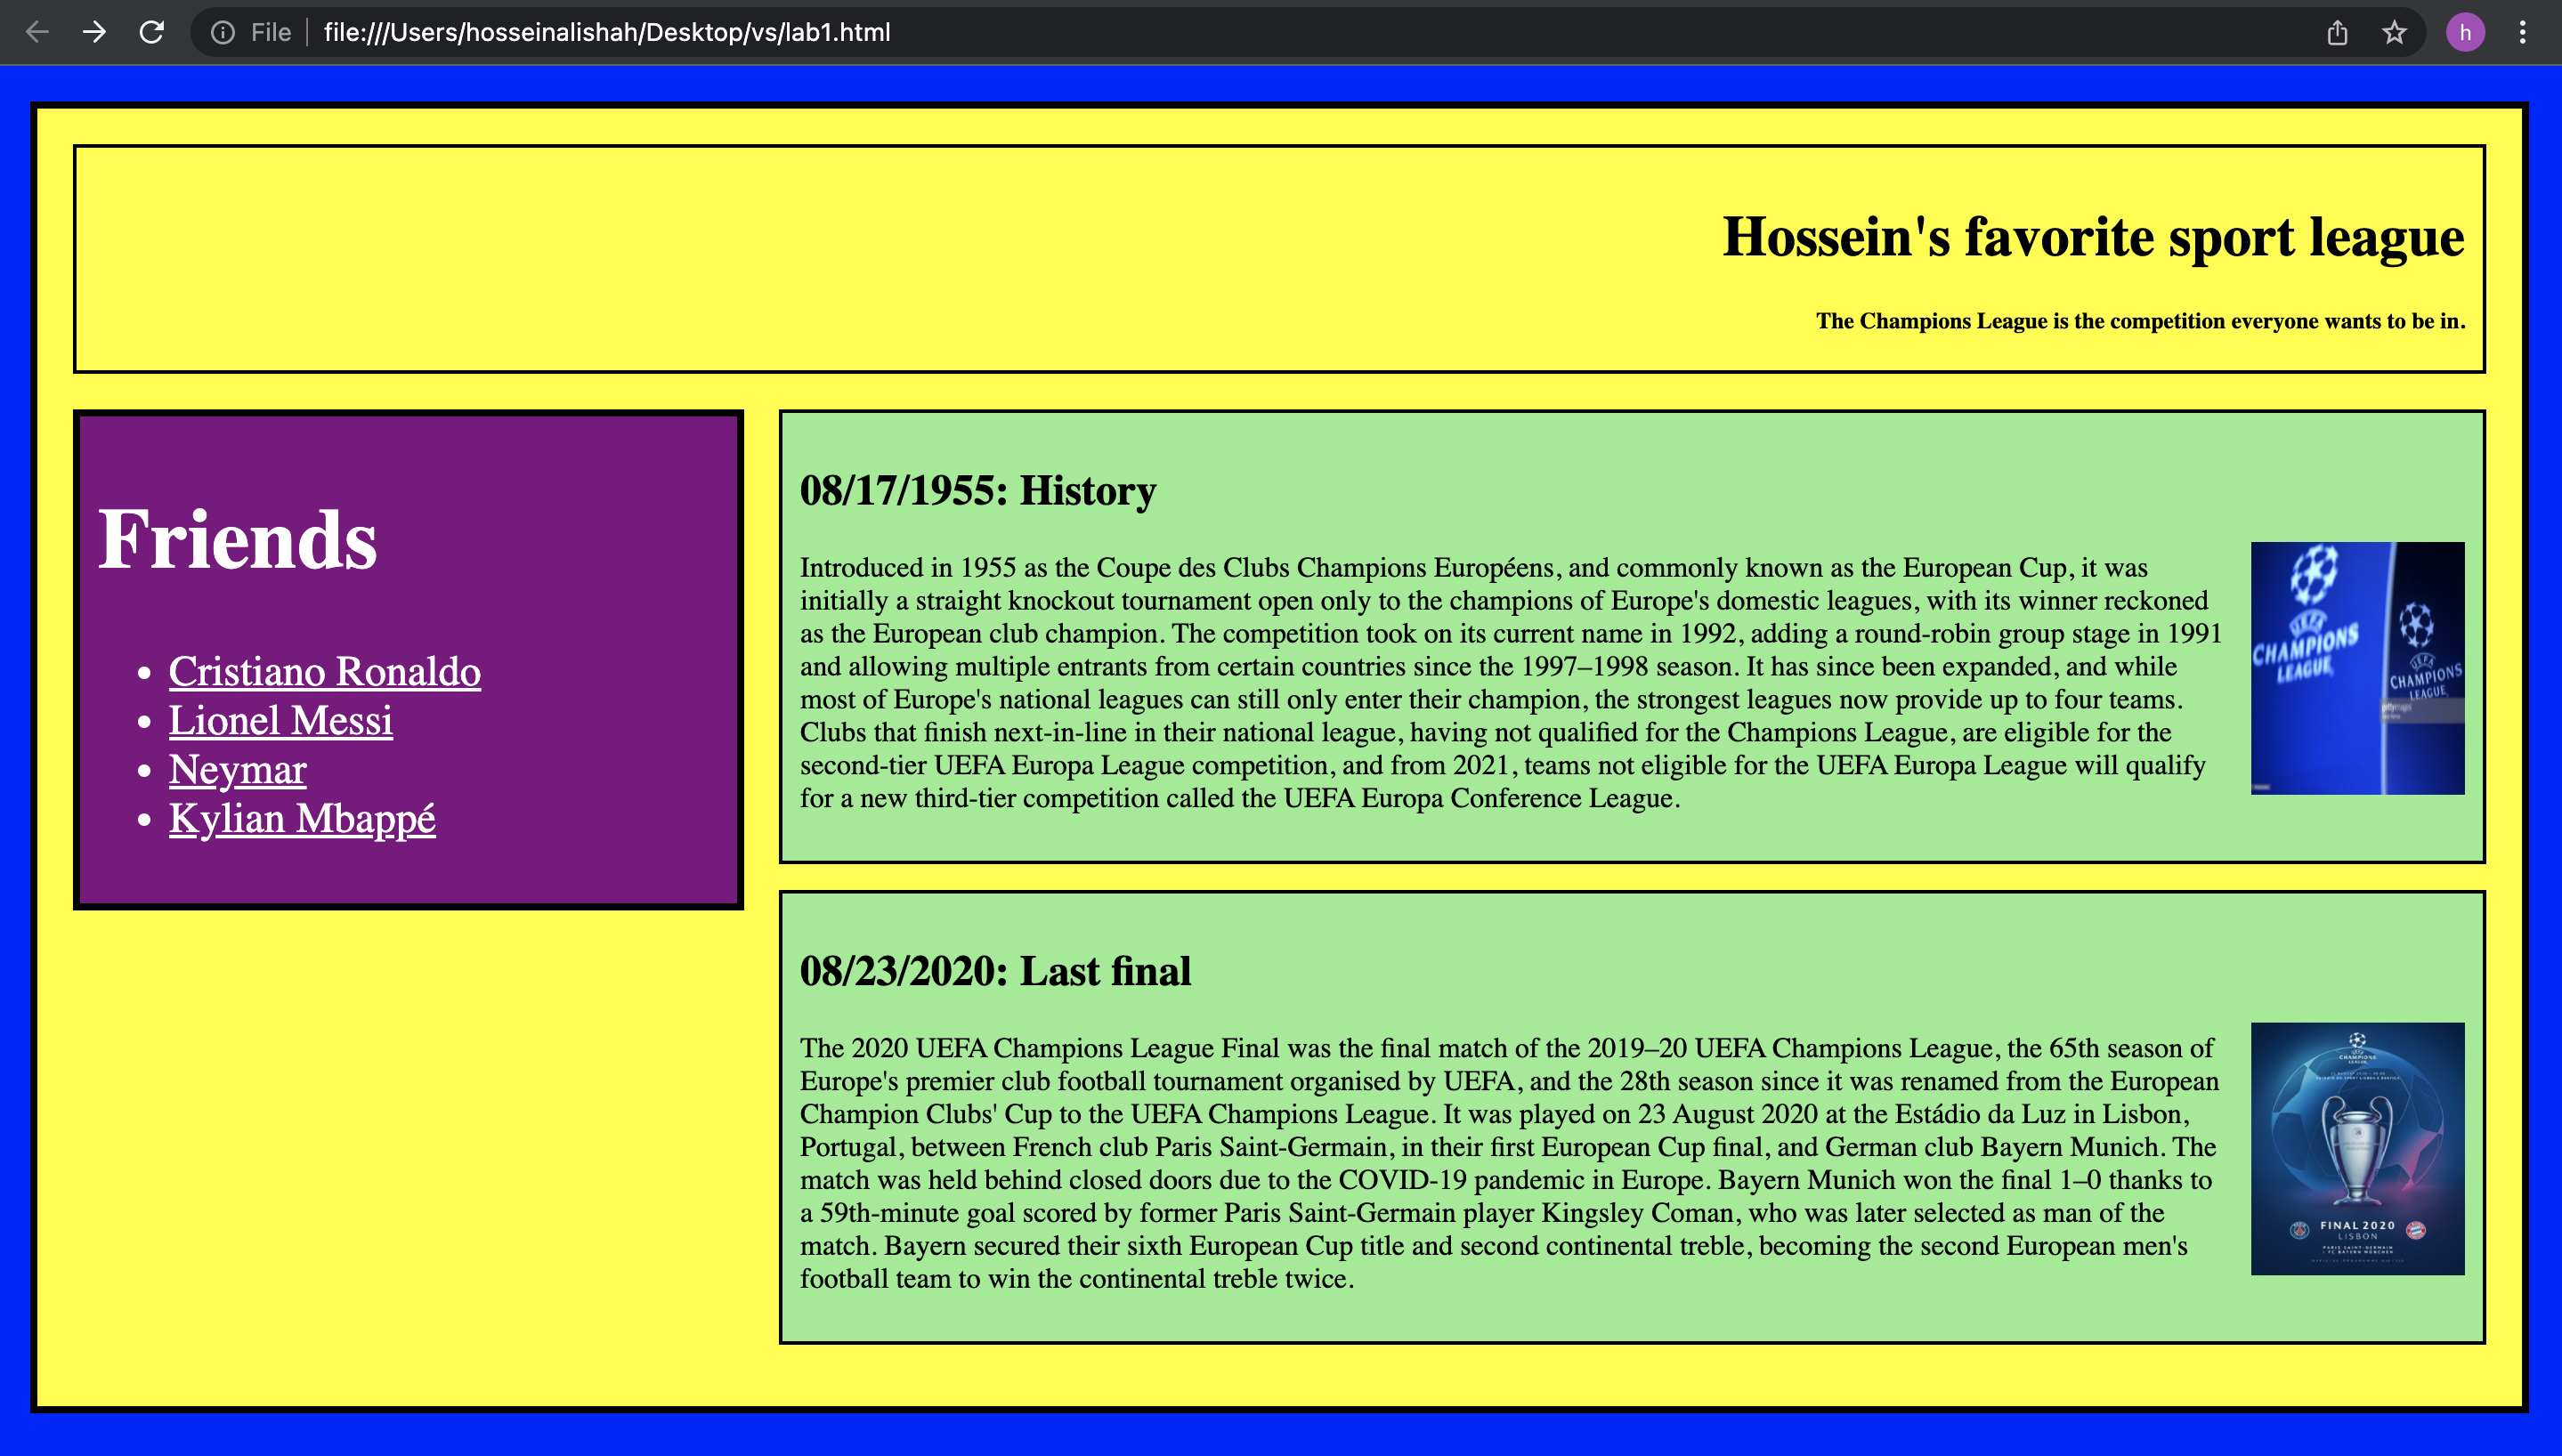 File
file:///Users/hosseinalishah/Desktop/vs/lab1.html
h
Hossein's favorite sport league
The Champions League is the competition everyone wants to be in.
Friends
• Cristiano Ronaldo
• Lionel Messi
• Neymar
• Kylian Mbappé
08/17/1955: History
Introduced in 1955 as the Coupe des Clubs Champions Européens, and commonly known as the European Cup, it was
initially a straight knockout tournament open only to the champions of Europe's domestic leagues, with its winner reckoned
as the European club champion. The competition took on its current name in 1992, adding a round-robin group stage in 1991
and allowing multiple entrants from certain countries since the 1997–1998 season. It has since been expanded, and while
most of Europe's national leagues can still only enter their champion, the strongest leagues now provide up to four teams.
Clubs that finish next-in-line in their national league, having not qualified for the Champions League, are eligible for the
second-tier UEFA Europa League competition, and from 2021, teams not eligible for the UEFA Europa League will qualify
for a new third-tier competition called the UEFA Europa Conference League.
UEFA
CHAMPIONS
LEAGUE
UEFA
CHAMPIONS
LEAGUE
08/23/2020: Last final
The 2020 UEFA Champions League Final was the final match of the 2019–20 UEFA Champions League, the 65th season of
Europe's premier club football tournament organised by UEFA, and the 28th season since it was renamed from the European
Champion Clubs' Cup to the UEFA Champions League. It was played on 23 August 2020 at the Estádio da Luz in Lisbon,
Portugal, between French club Paris Saint-Germain, in their first European Cup final, and German club Bayern Munich. The
match was held behind closed doors due to the COVID-19 pandemic in Europe. Bayern Munich won the final 1–0 thanks to
a 59th-minute goal scored by former Paris Saint-Germain player Kingsley Coman, who was later selected as man of the
match. Bayern secured their sixth European Cup title and second continental treble, becoming the second European men's
football team to win the continental treble twice.
CHAMPIONS
LEAGUE
FINAL 2020
LISBON
PARIS SAINT-GERMAIN
FC BAYERN MÜNCHEN